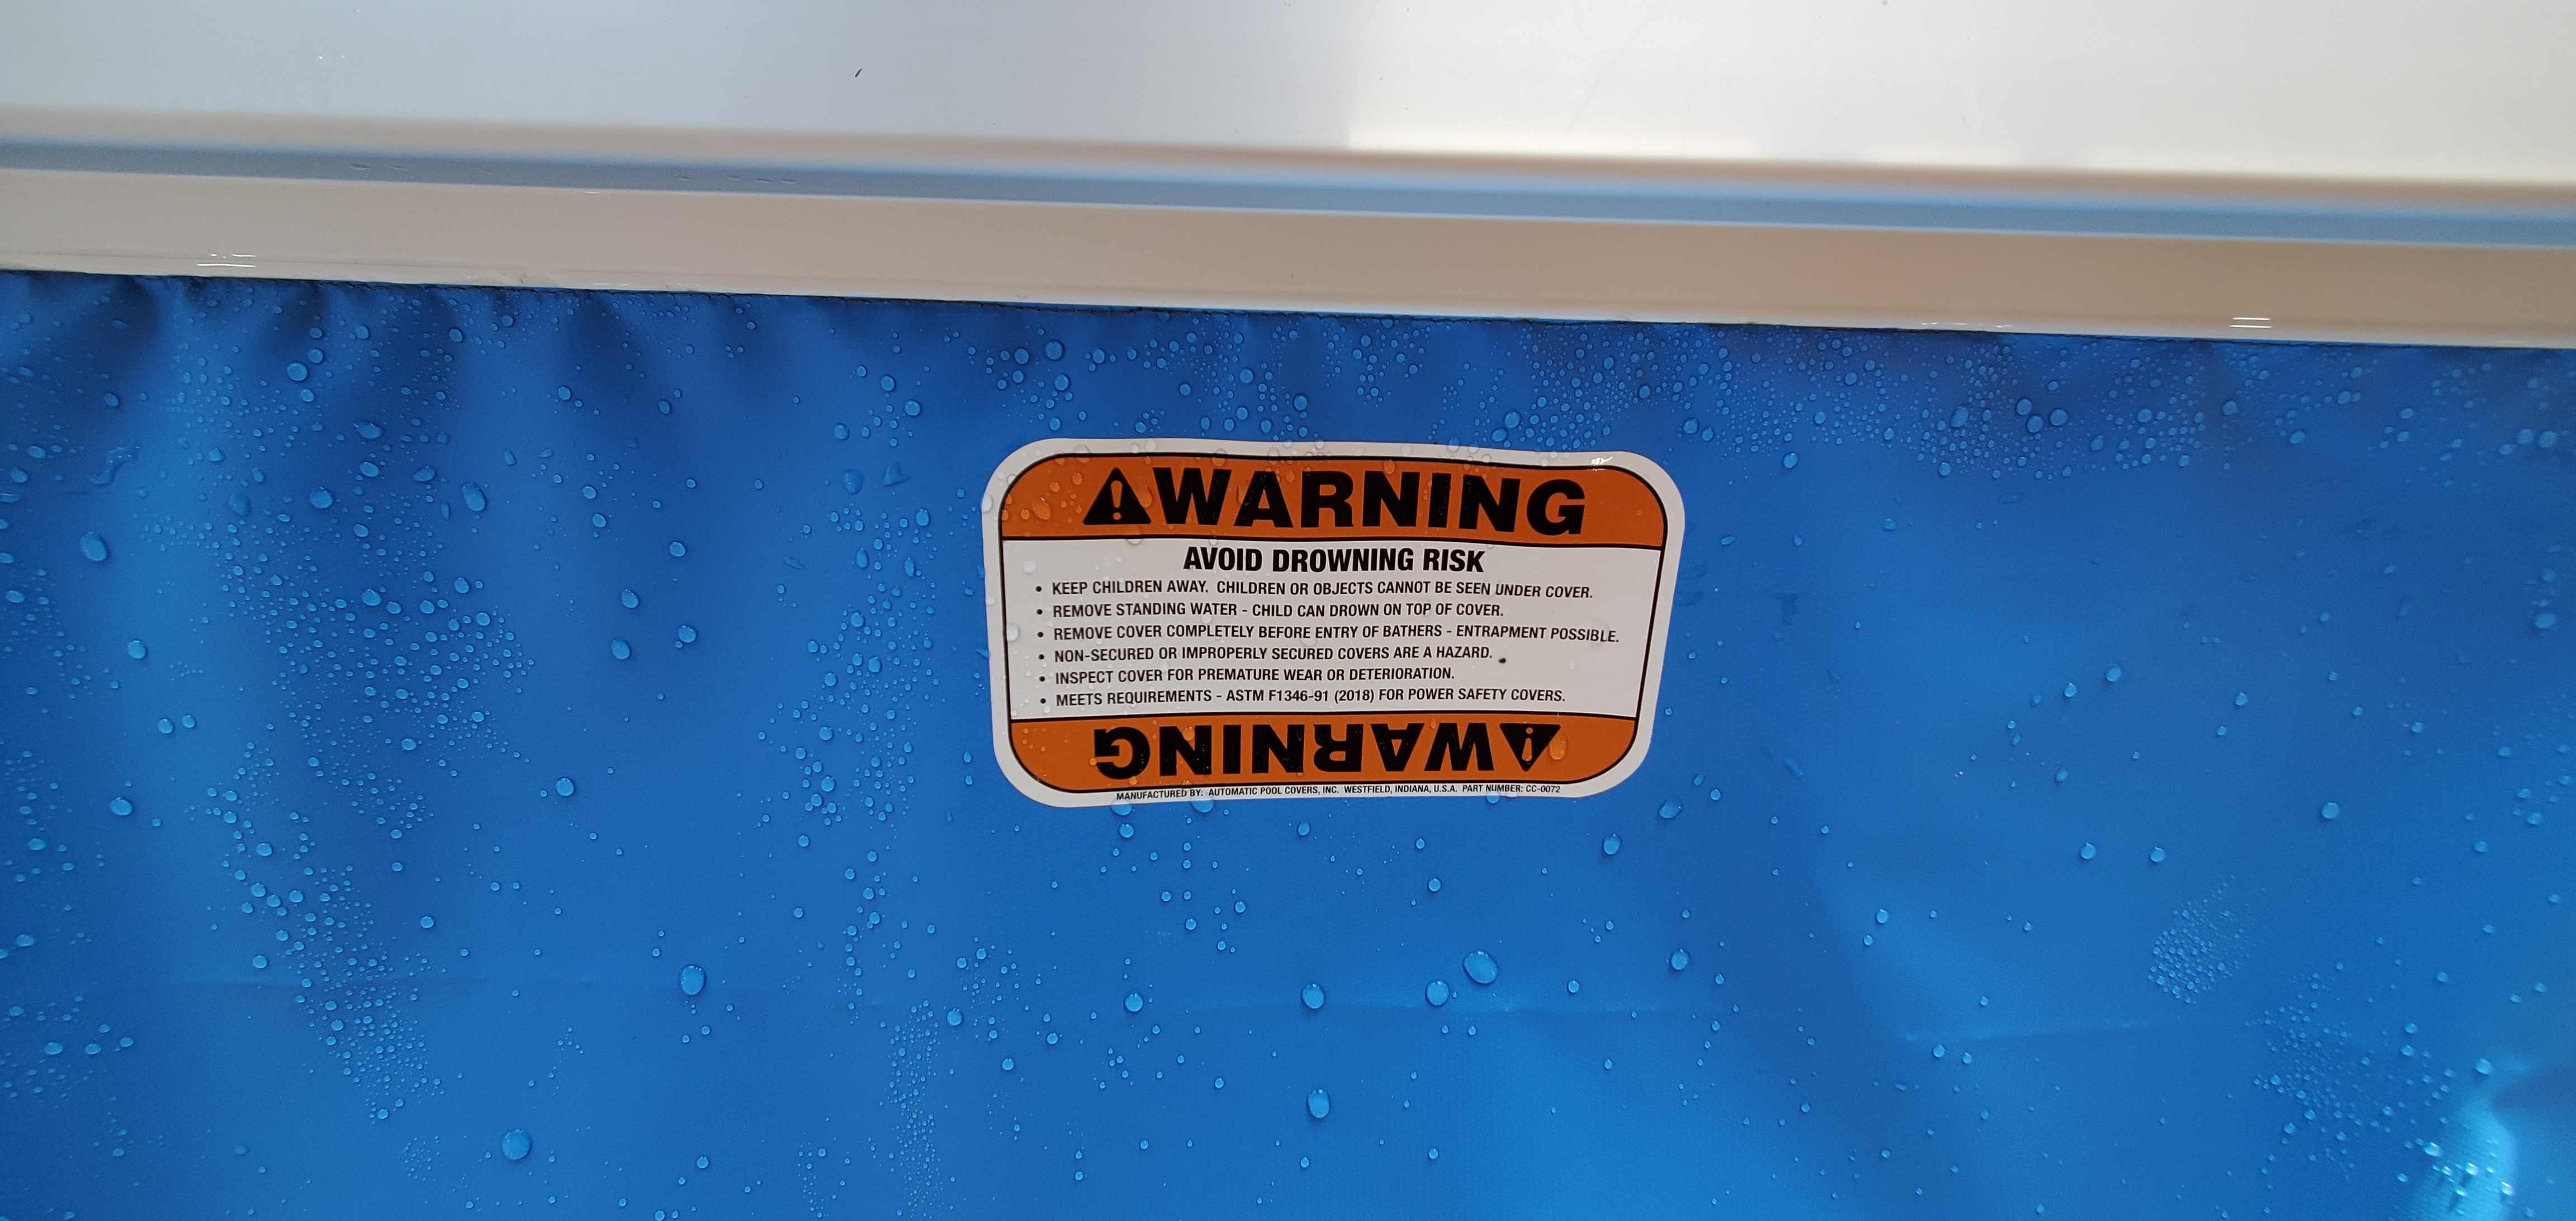 WARNING
AVOID DROWNING RISK
• KEEP CHILDREN AWAY. CHILDREN OR OBJECTS CANNOT BE SEEN UNDER COVER.
• REMOVE STANDING WATER - CHILD CAN DROWN ON TOP OF COVER.
• REMOVE COVER COMPLETELY BEFORE ENTRY OF BATHERS - ENTRAPMENT POSSIBLE.
• NON-SECURED OR IMPROPERLY SECURED COVERS ARE A HAZARD.
• INSPECT COVER FOR PREMATURE WEAR OR DETERIORATION.
• MEETS REQUIREMENTS - ASTM F1346-91 (2018) FOR POWER SAFETY COVERS.
WARNING
MANUFACTURED BY: AUTOMATIC POOL COVERS, INC. WESTFIELD, INDIANA, U.S.A. PART NUMBER: CC-0072